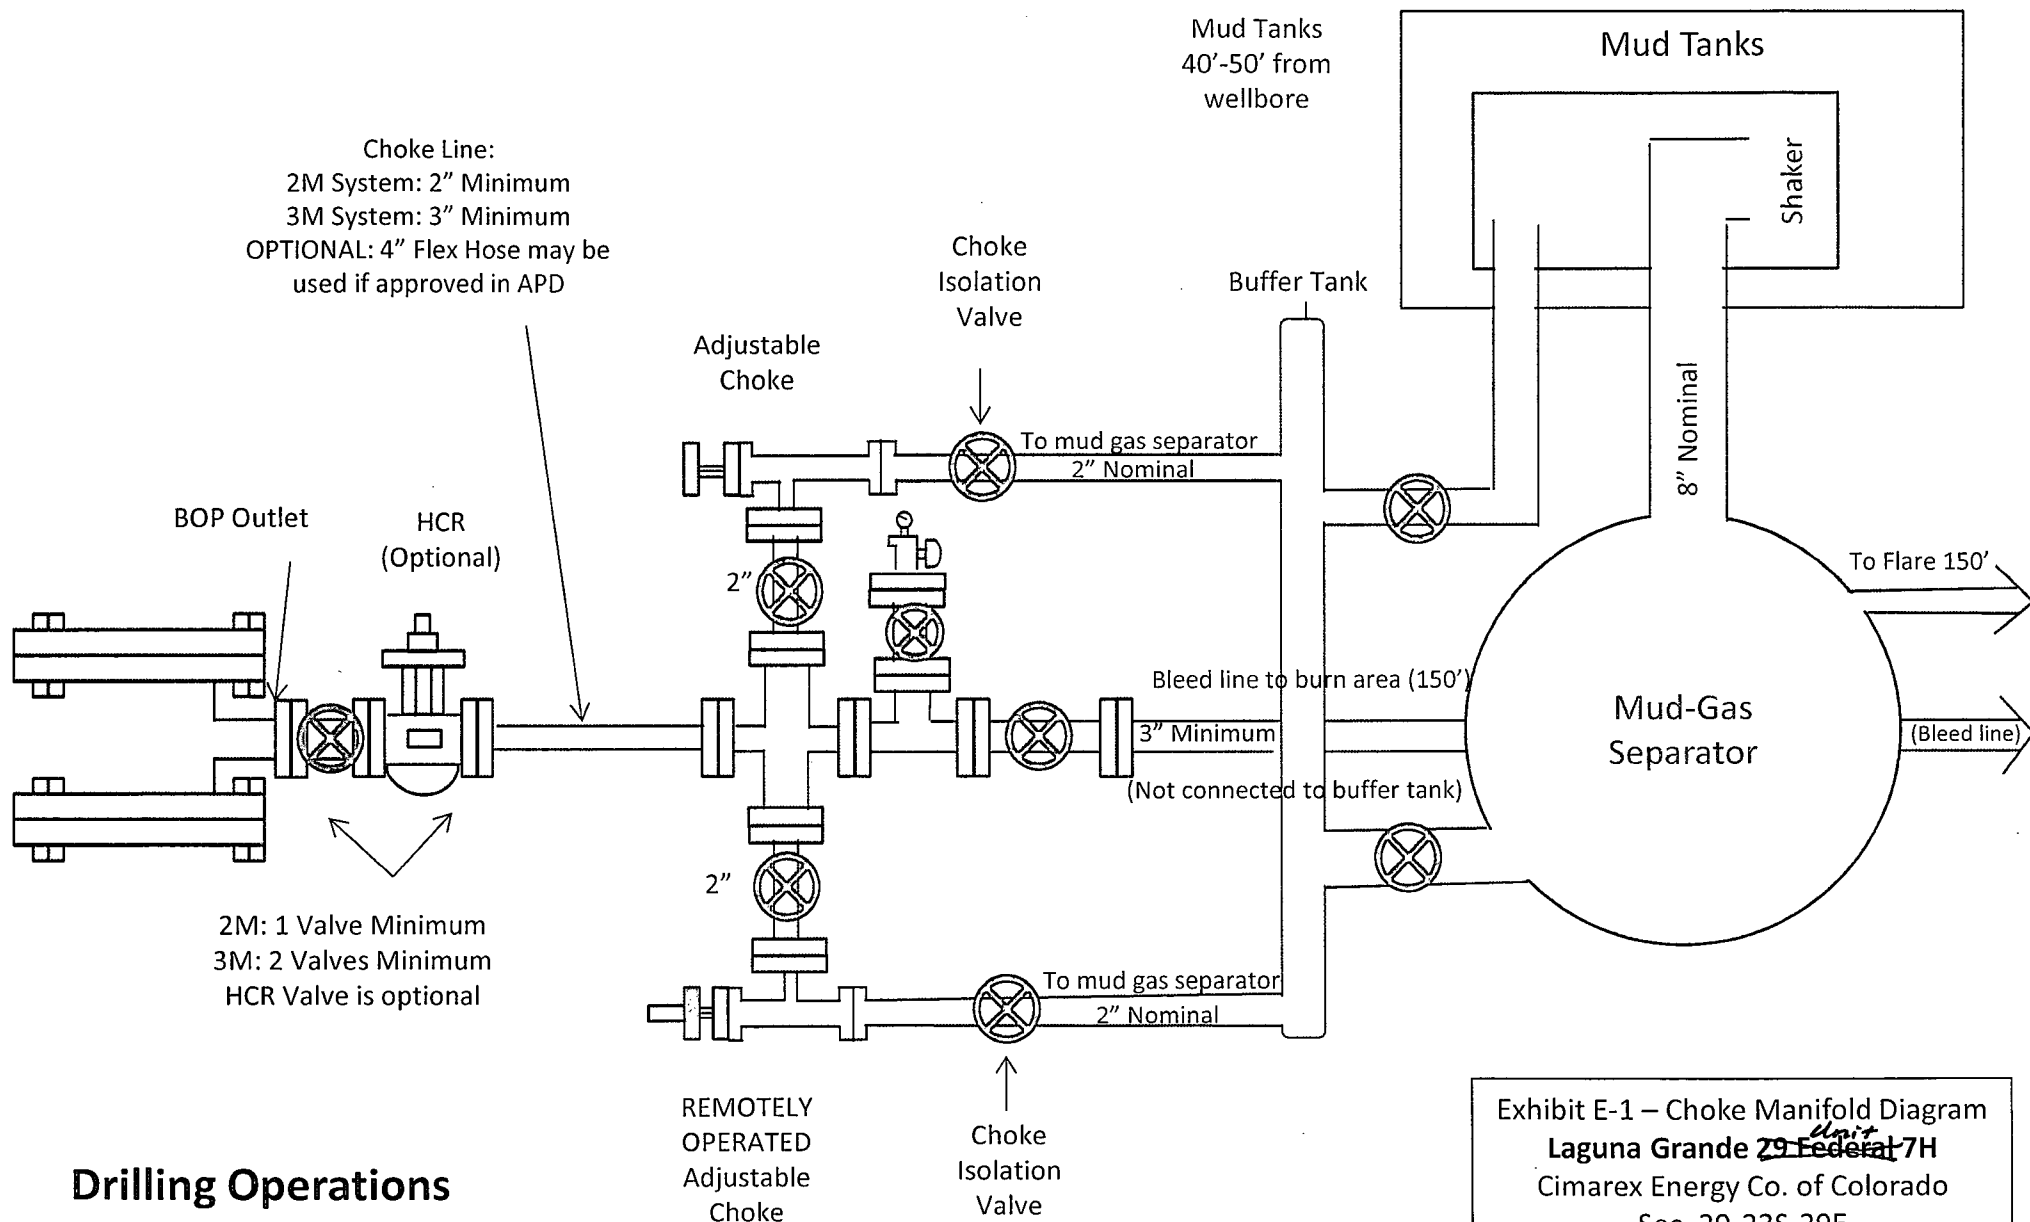 Mud Tanks
40’-50’ from
wellbore
Mud Tanks
Shaker
Choke Line:
2M System: 2” Minimum
3M System: 3” Minimum
OPTIONAL: 4” Flex Hose may be
used if approved in APD
Choke
Isolation
Valve
Buffer Tank
Adjustable
Choke
8” Nominal
To mud gas separator
2” Nominal
BOP Outlet
HCR
(Optional)
2”
To Flare 150’
Bleed line to burn area (150’)
3” Minimum
(Not connected to buffer tank)
Mud-Gas
Separator
(Bleed line)
2”
2M: 1 Valve Minimum
3M: 2 Valves Minimum
HCR Valve is optional
To mud gas separator
2” Nominal
REMOTELY
OPERATED
Adjustable
Choke
Choke
Isolation
Valve
Drilling Operations
Exhibit E-1 – Choke Manifold Diagram
Unit
Laguna Grande 29 Federal 7H
Cimarex Energy Co. of Colorado